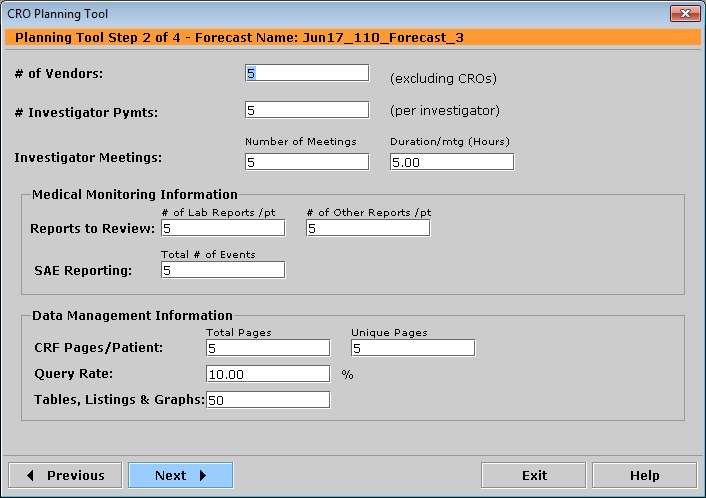 CRO Planning Tool
Planning Tool Step 2 of 4 - Forecast Name: Jun17_110_Forecast_3
# of Vendors: 5 (excluding CROs)
# Investigator Pymts: 5 (per investigator)
Number of Meetings Duration/mtg (Hours)
Investigator Meetings: 5 5.00
Medical Monitoring Information
# of Lab Reports /pt # of Other Reports /pt
Reports to Review: 5 5
Total # of Events
SAE Reporting: 5
Data Management Information
Total Pages Unique Pages
CRF Pages/Patient: 5 5
Query Rate: 10.00 %
Tables, Listings & Graphs: 50
Previous Next Exit Help